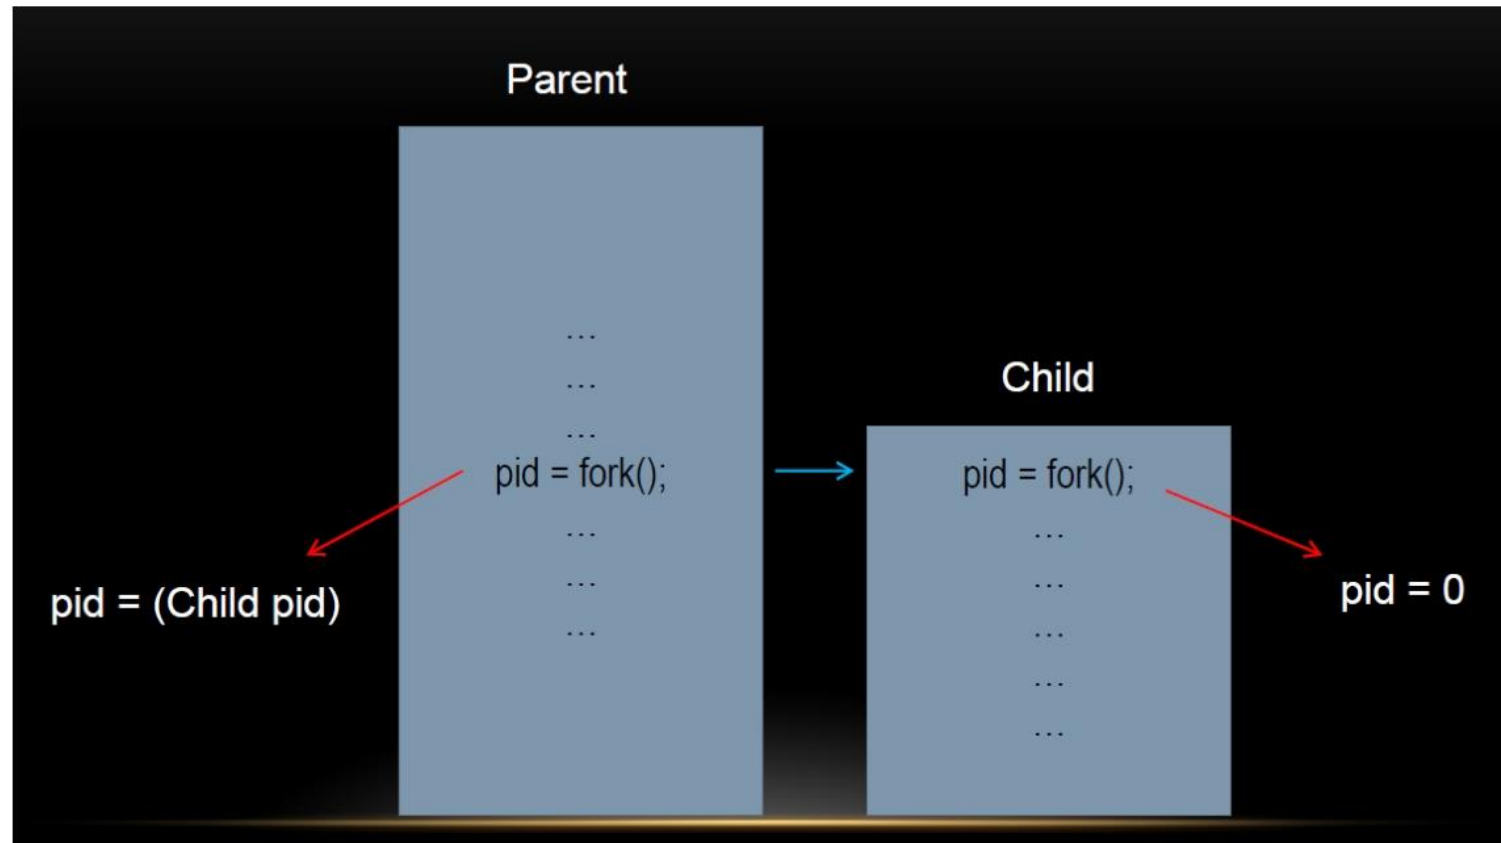 Parent
...
...
...
pid = fork();
...
...
...
pid = (Child pid)
Child
pid = fork();
...
...
...
...
...
pid = 0